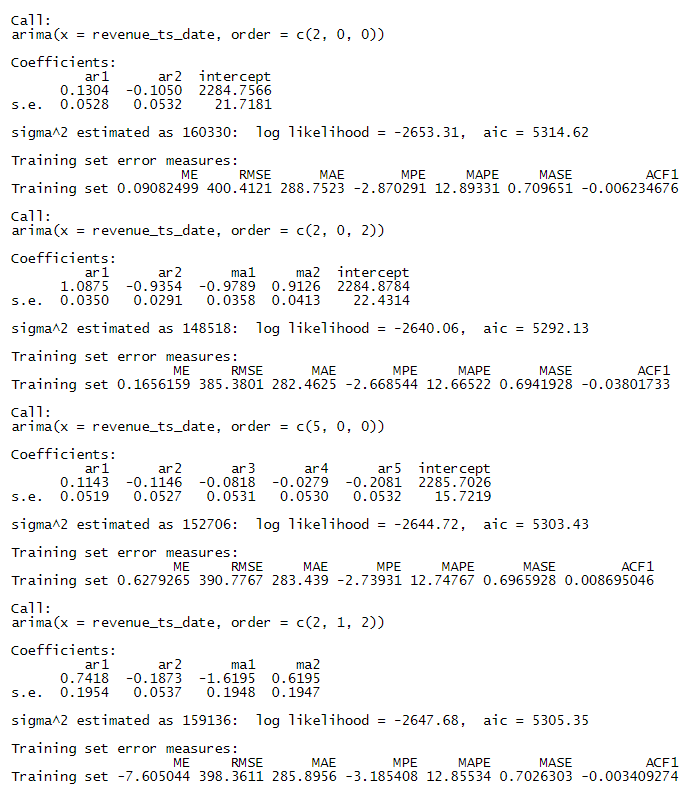 Call:
arima(x = revenue_ts_date, order = c(2, 0, 0))
Coefficients:
ar1 ar2 intercept
0.1304 -0.1050 2284.7566
s.e. 0.0528 0.0532 21.7181
sigma^2 estimated as 160330: log likelihood = -2653.31, aic = 5314.62
Training set error measures:
ME RMSE MAE MPE MAPE MASE ACF1
Training set 0.09082499 400.4121 288.7523 -2.870291 12.89331 0.709651 -0.006234676
Call:
arima(x = revenue_ts_date, order = c(2, 0, 2))
Coefficients:
ar1 ar2 ma1 ma2 intercept
1.0875 -0.9354 -0.9789 0.9126 2284.8784
s.e. 0.0350 0.0291 0.0358 0.0413 22.4314
sigma^2 estimated as 148518: log likelihood = -2640.06, aic = 5292.13
Training set error measures:
ME RMSE MAE MPE MAPE MASE ACF1
Training set 0.1656159 385.3801 282.4625 -2.668544 12.66522 0.6941928 -0.03801733
Call:
arima(x = revenue_ts_date, order = c(5, 0, 0))
Coefficients:
ar1 ar2 ar3 ar4 ar5 intercept
0.1143 -0.1146 -0.0818 -0.0279 -0.2081 2285.7026
s.e. 0.0519 0.0527 0.0531 0.0530 0.0532 15.7219
sigma^2 estimated as 152706: log likelihood = -2644.72, aic = 5303.43
Training set error measures:
ME RMSE MAE MPE MAPE MASE ACF1
Training set 0.6279265 390.7767 283.439 -2.73931 12.74767 0.6965928 0.008695046
Call:
arima(x = revenue_ts_date, order = c(2, 1, 2))
Coefficients:
ar1 ar2 ma1 ma2
0.7418 -0.1873 -1.6195 0.6195
s.e. 0.1954 0.0537 0.1948 0.1947
sigma^2 estimated as 159136: log likelihood = -2647.68, aic = 5305.35
Training set error measures:
ME RMSE MAE MPE MAPE MASE ACF1
Training set -7.605044 398.3611 285.8956 -3.185408 12.85534 0.7026303 -0.003409274